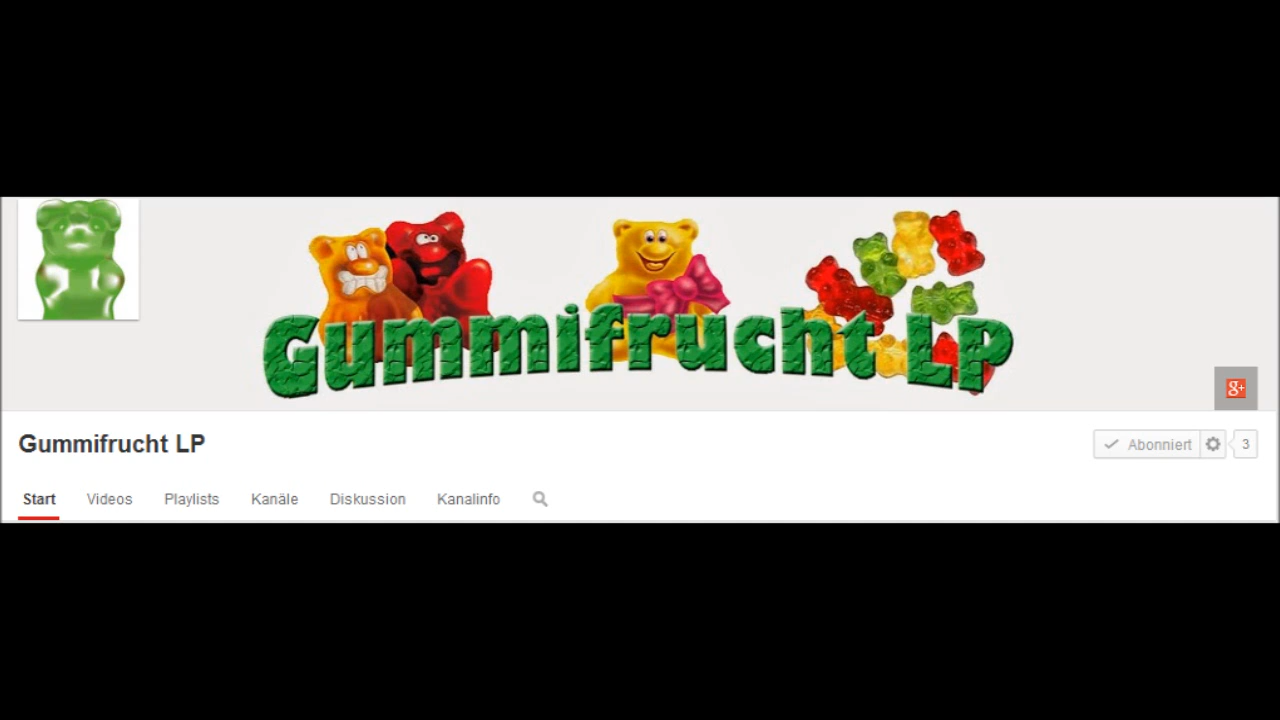 Gummifrucht LP
g+
Gummifrucht LP
Abonniert 3
Start Videos Playlists Kanäle Diskussion Kanalinfo